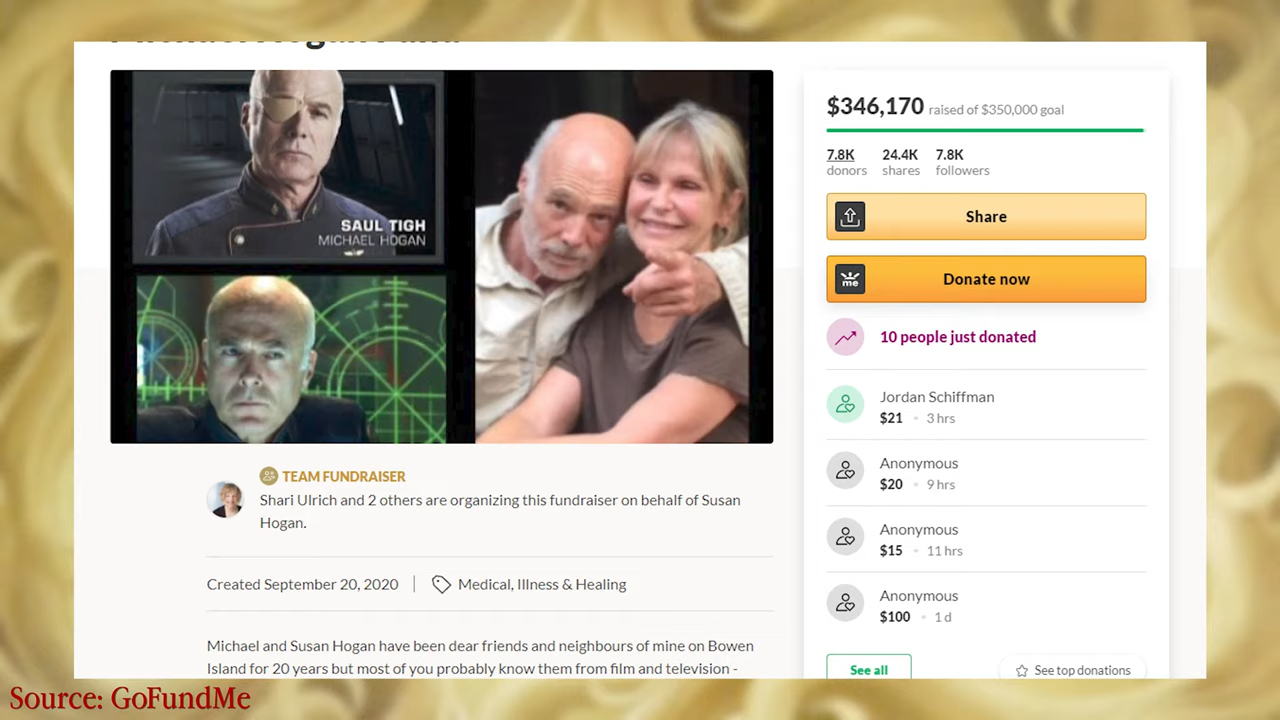 Michael Hogan Fund
SAUL TIGH
MICHAEL HOGAN
TEAM FUNDRAISER
Shari Ulrich and 2 others are organizing this fundraiser on behalf of Susan
Hogan.
Created September 20, 2020
Medical, Illness & Healing
Michael and Susan Hogan have been dear friends and neighbours of mine on Bowen
Island for 20 years but most of you probably know them from film and television -
$346,170 raised of $350,000 goal
7.8K 24.4K 7.8K
donors shares followers
Share
me Donate now
10 people just donated
Jordan Schiffman
$21 • 3 hrs
Anonymous
$20 • 9 hrs
Anonymous
$15 • 11 hrs
Anonymous
$100 • 1 d
See all
See top donations
Source: GoFundMe